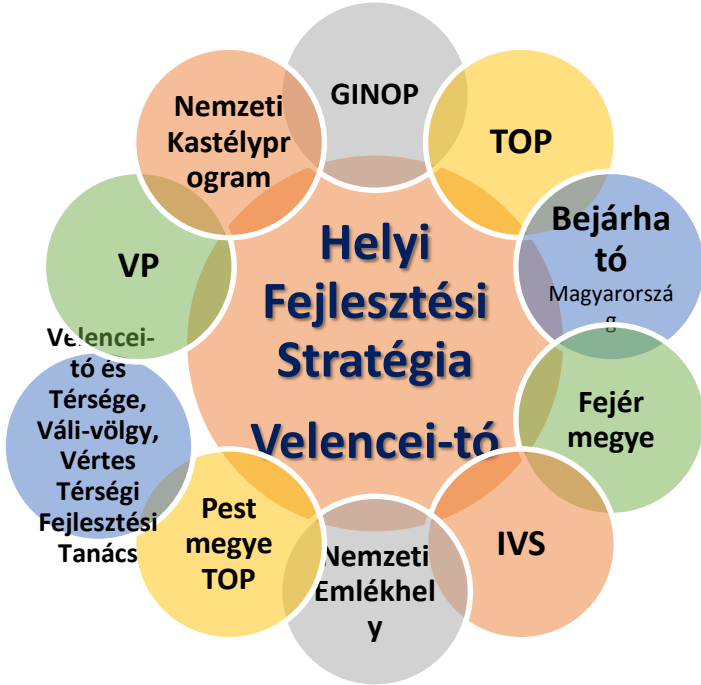 GINOP
TOP
Bejárha
tó
Magyarorszá
g
Fejér
megye
IVS
Nemzeti
Emlékhel
y
Pest
megye
TOP
Velencei-
tó és
Térsége,
Váli-völgy,
Vértes
Térségi
Fejlesztési
Tanács
VP
Nemzeti
Kastélypr
ogram
Helyi
Fejlesztési
Stratégia
Velencei-tó